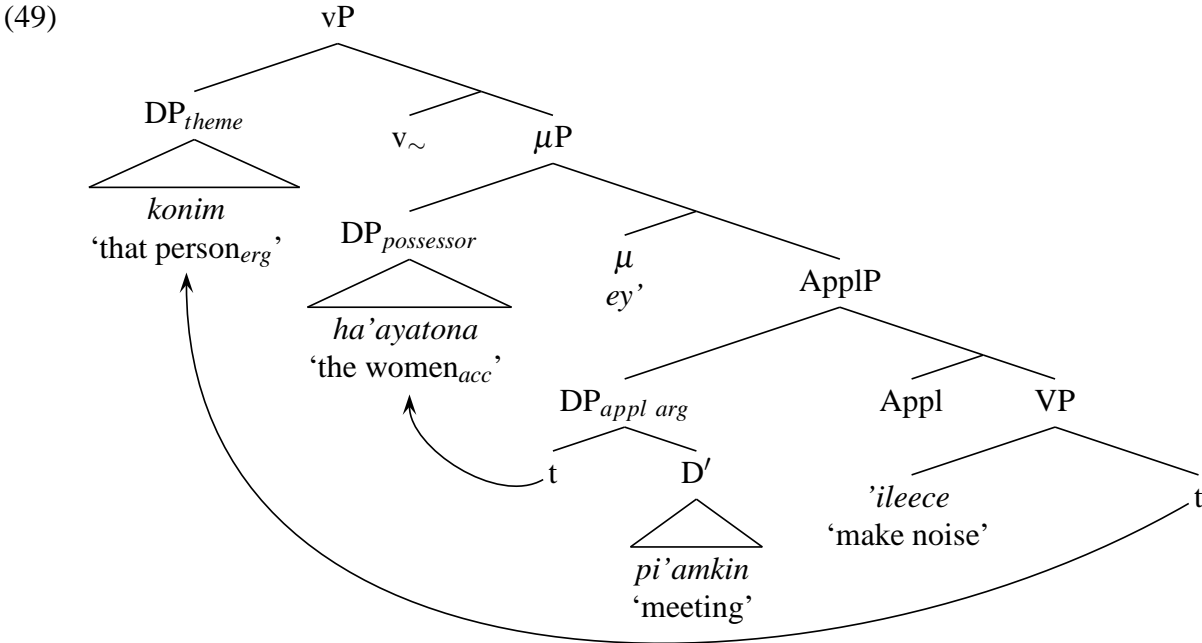 (49) vP
DP_theme
v_∼ μP
konim
‘that person_erg’
DP_possessor
μ
ey’
ApplP
ha’ayatona
‘the women_acc’
DP_appl arg Appl VP
t D′
’ileece
‘make noise’
t
pi’amkin
‘meeting’